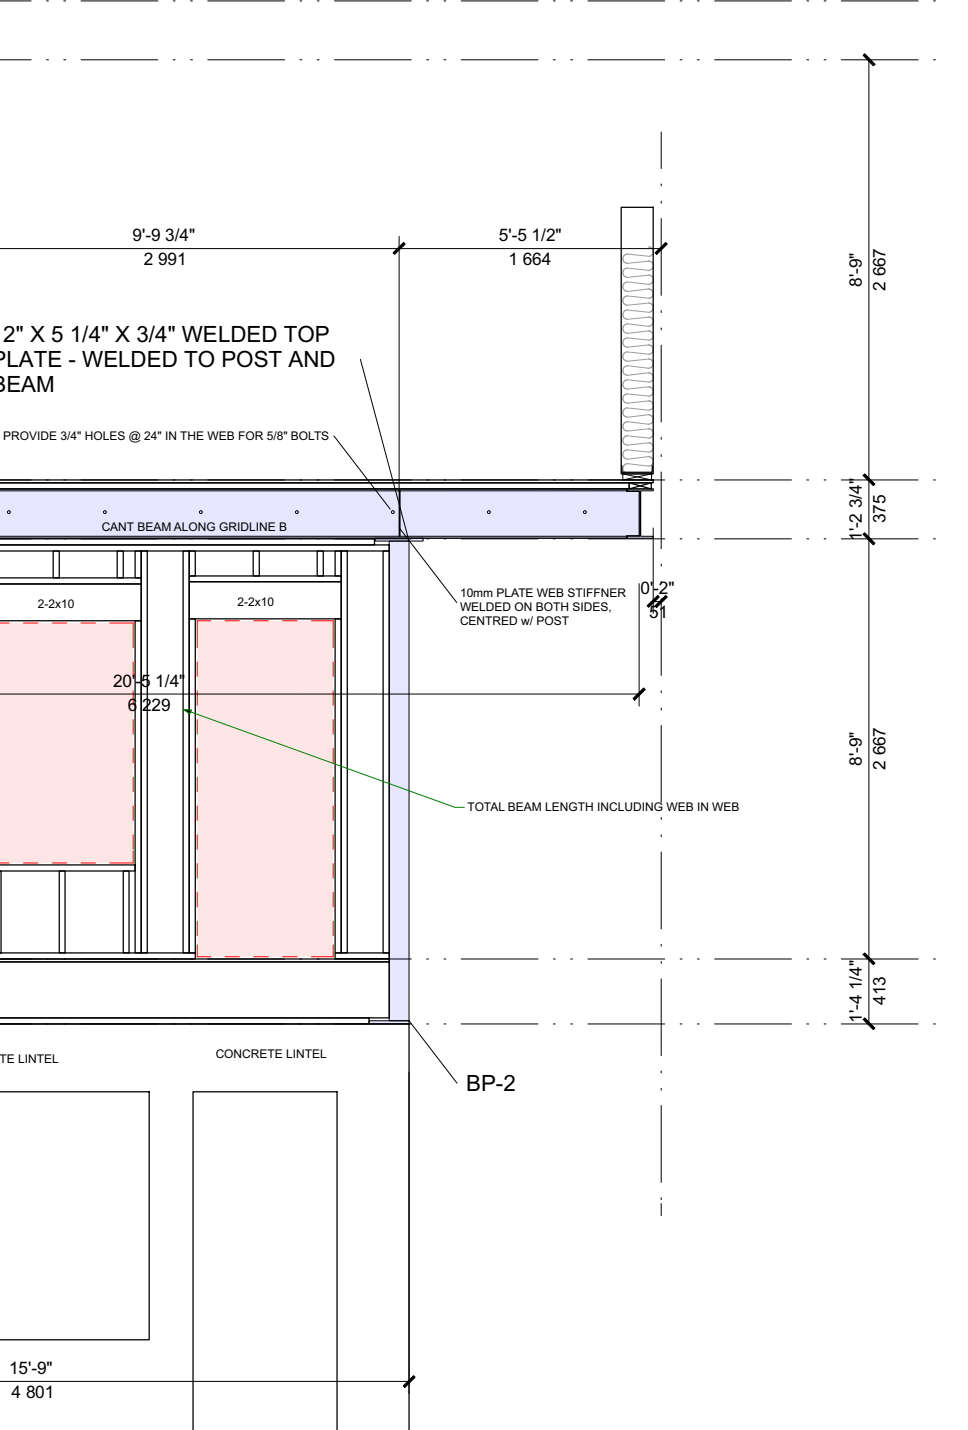 9'-9 3/4"
2 991
5'-5 1/2"
1 664
8'-9"
2 667
2" X 5 1/4" X 3/4" WELDED TOP
PLATE - WELDED TO POST AND
BEAM
PROVIDE 3/4" HOLES @ 24" IN THE WEB FOR 5/8" BOLTS
CANT BEAM ALONG GRIDLINE B
1'-2 3/4"
375
2-2x10
2-2x10
10mm PLATE WEB STIFFNER
WELDED ON BOTH SIDES,
CENTRED w/ POST
0'-2"
51
20'-5 1/4"
6 229
8'-9"
2 667
TOTAL BEAM LENGTH INCLUDING WEB IN WEB
1'-4 1/4"
413
TE LINTEL
CONCRETE LINTEL
BP-2
15'-9"
4 801